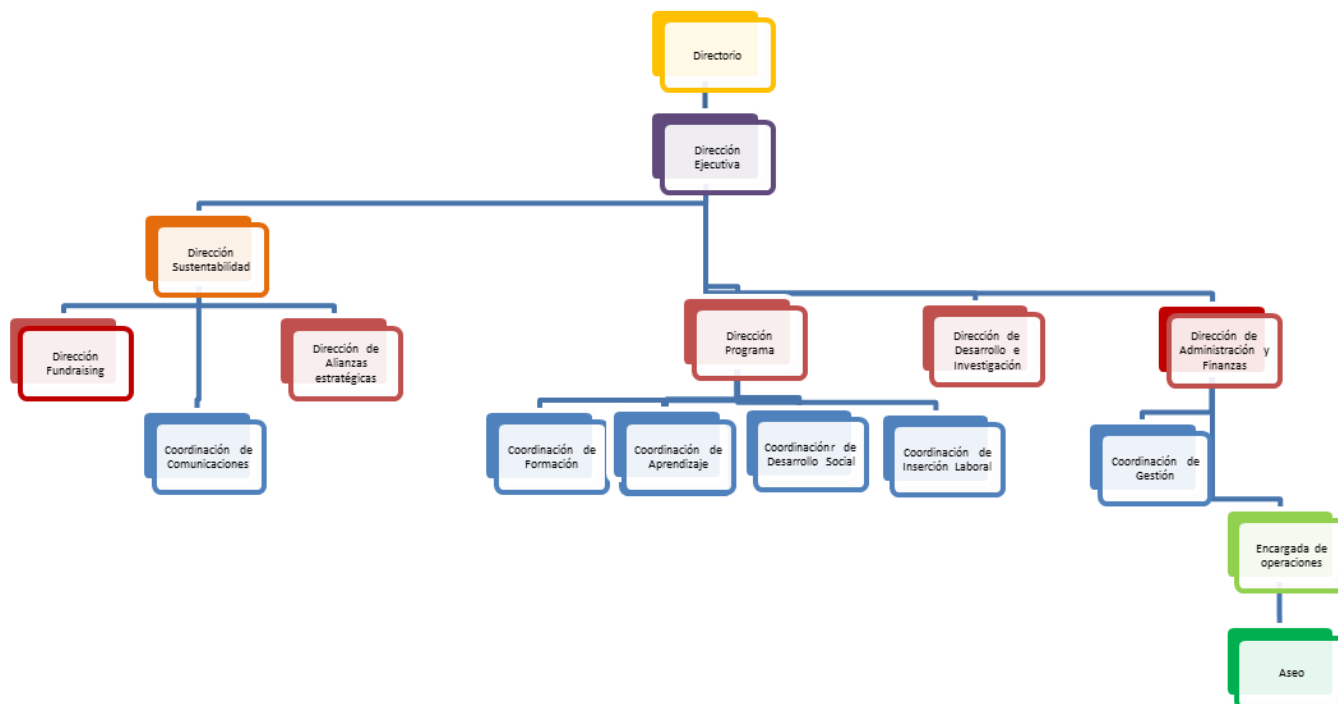 Directorio
Dirección
Ejecutiva
Dirección
Sustentabilidad
Dirección
Fundraising
Dirección de
Alianzas
estratégicas
Dirección
Programa
Dirección de
Desarrollo e
Investigación
Dirección de
Administración y
Finanzas
Coordinación de
Comunicaciones
Coordinación de
Formación
Coordinación de
Aprendizaje
Coordinaciónr de
Desarrollo Social
Coordinación de
Inserción Laboral
Coordinación de
Gestión
Encargada de
operaciones
Aseo